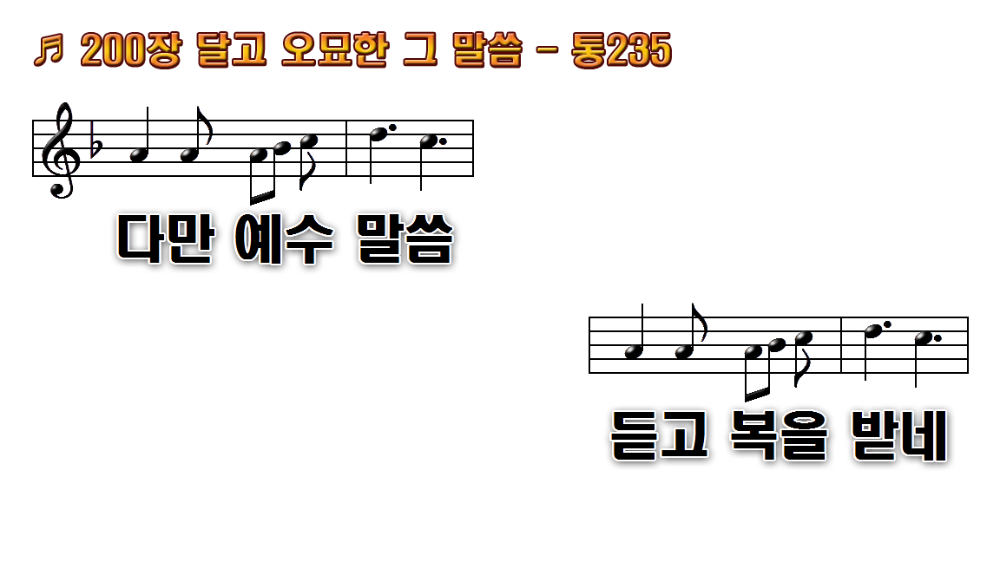 ♬ 200장 달고 오묘한 그 말씀 - 통235
다만 예수 말씀
듣고 복을 받네